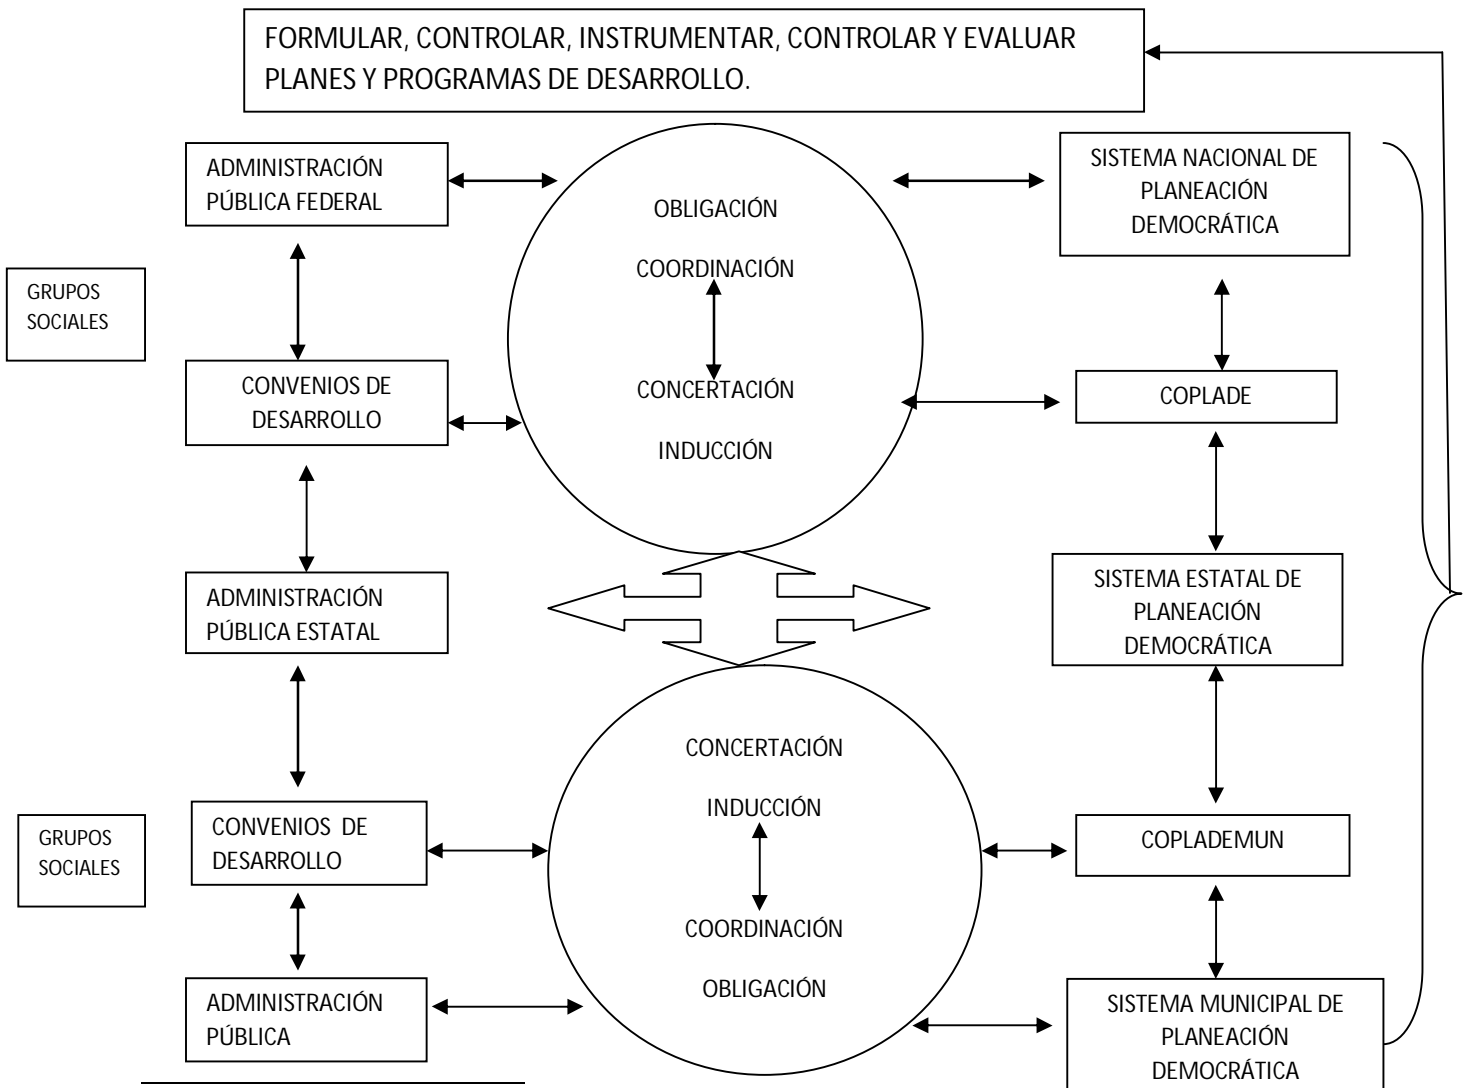 FORMULAR, CONTROLAR, INSTRUMENTAR, CONTROLAR Y EVALUAR
PLANES Y PROGRAMAS DE DESARROLLO.
ADMINISTRACIÓN
PÚBLICA FEDERAL
OBLIGACIÓN
COORDINACIÓN
CONCERTACIÓN
INDUCCIÓN
SISTEMA NACIONAL DE
PLANEACIÓN
DEMOCRÁTICA
GRUPOS
SOCIALES
CONVENIOS DE
DESARROLLO
COPLADE
ADMINISTRACIÓN
PÚBLICA ESTATAL
SISTEMA ESTATAL DE
PLANEACIÓN
DEMOCRÁTICA
CONCERTACIÓN
INDUCCIÓN
COORDINACIÓN
OBLIGACIÓN
GRUPOS
SOCIALES
CONVENIOS DE
DESARROLLO
COPLADEMUN
ADMINISTRACIÓN
PÚBLICA
SISTEMA MUNICIPAL DE
PLANEACIÓN
DEMOCRÁTICA